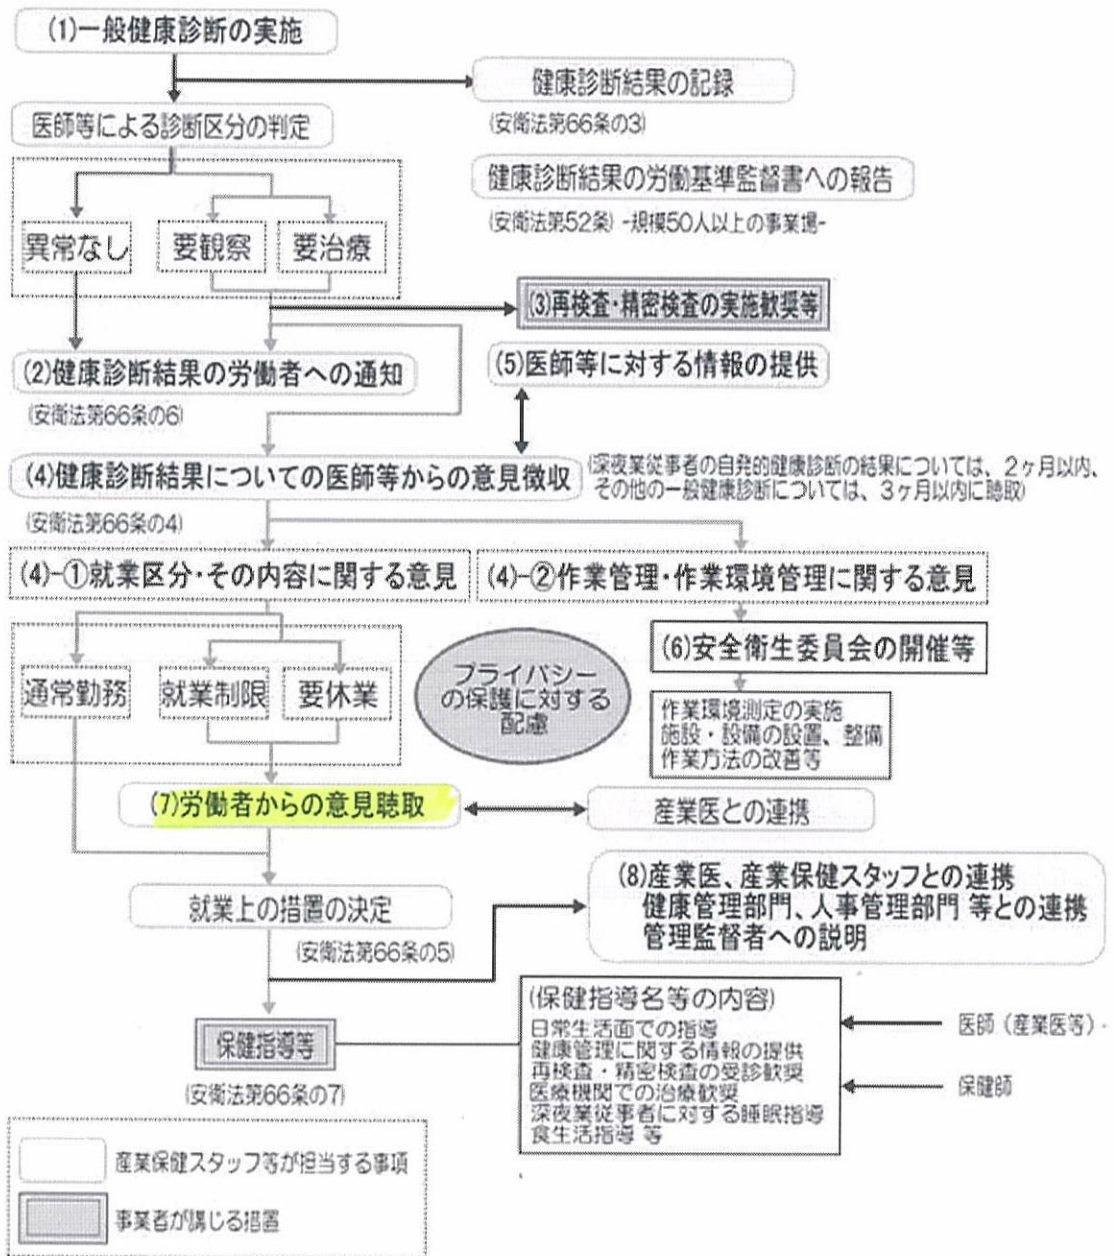 (1)一般健康診断の実施
健康診断結果の記録
(安衛法第66条の3)
医師等による診断区分の判定
健康診断結果の労働基準監督書への報告
(安衛法第52条) -規模50人以上の事業場-
異常なし
要観察
要治療
(3)再検査・精密検査の実施歓奨等
(2)健康診断結果の労働者への通知
(安衛法第66条の6)
(5)医師等に対する情報の提供
(4)健康診断結果についての医師等からの意見徴収
(深夜業従事者の自発的健康診断の結果については、2ヶ月以内、
その他の一般健康診断については、3ヶ月以内に聴取)
(安衛法第66条の4)
(4)-①就業区分・その内容に関する意見
(4)-②作業管理・作業環境管理に関する意見
通常勤務
就業制限
要休業
プライバシー
の保護に対する
配慮
(6)安全衛生委員会の開催等
作業環境測定の実施
施設・設備の設置、整備
作業方法の改善等
(7)労働者からの意見聴取
産業医との連携
就業上の措置の決定
(安衛法第66条の5)
(8)産業医、産業保健スタッフとの連携
健康管理部門、人事管理部門 等との連携
管理監督者への説明
保健指導等
(安衛法第66条の7)
(保健指導名等の内容)
日常生活面での指導
健康管理に関する情報の提供
再検査・精密検査の受診歓奨
医療機関での治療歓奨
深夜業従事者に対する睡眠指導
食生活指導 等
医師(産業医等)
保健師
産業保健スタッフ等が担当する事項
事業者が講じる措置